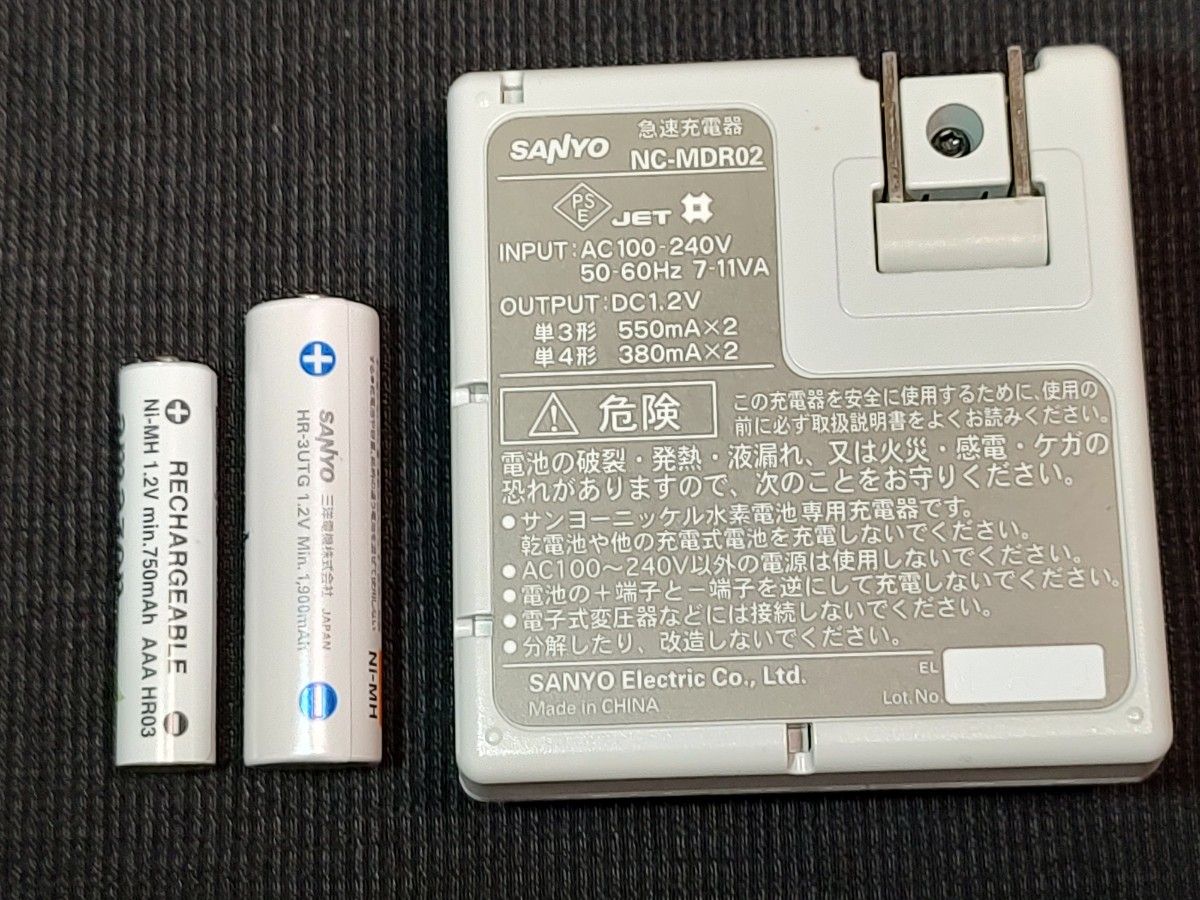 RECHARGEABLE
Ni-MH 1.2V min.750mAh AAA HR03
SANYO 三洋電機株式会社 JAPAN
HR-3UTG 1.2V Min. 1,900mAh
Ni-MH
SANYO
急速充電器
NC-MDR02
PS
E
JET
INPUT:AC100-240V
50-60Hz 7-11VA
OUTPUT:DC1.2V
単3形 550mA×2
単4形 380mA×2
⚠ 危険
この充電器を安全に使用するために、使用の
前に必ず取扱説明書をよくお読みください。
電池の破裂・発熱・液漏れ、又は火災・感電・ケガの
恐れがありますので、次のことをお守りください。
●サンヨーニッケル水素電池専用充電器です。
乾電池や他の充電式電池を充電しないでください。
●AC100～240V以外の電源は使用しないでください。
●電池の＋端子と－端子を逆にして充電しないでください。
●電子式変圧器などには接続しないでください。
●分解したり、改造しないでください。
SANYO Electric Co., Ltd.
Made in CHINA
EL
Lot.No.